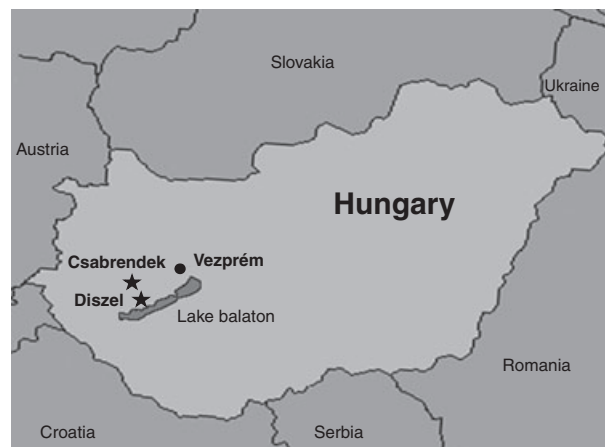 Slovakia
Ukraine
Austria
Hungary
Csabrendek
Vezprém
Diszel
Lake balaton
Romania
Croatia
Serbia